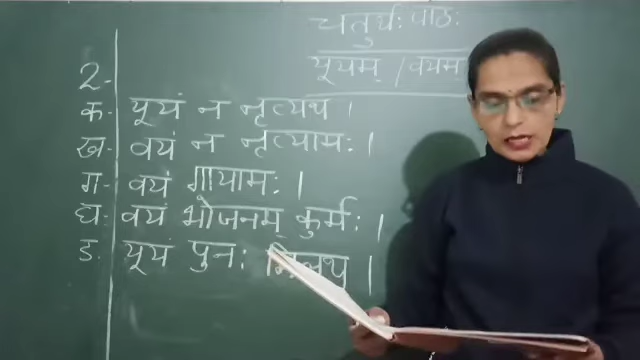 चतुर्थः पाठः
यूयम् / वयम्
2-
क- यूयं न नृत्यथ ।
ख- वयं न नृत्यामः ।
ग- वयं गायामः ।
घ- वयं भोजनम् कुर्मः ।
ङ. यूयं पुनः ।